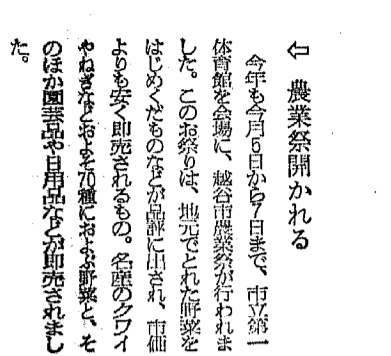 ⇦ 農業祭開かれる
今年も今月5日から7日まで、市立第一
体育館を会場に、越谷市農業祭が行われま
した。このお祭りは、地元でとれた野菜を
はじめくだものなどが品評に出され、市価
よりも安く即売されるもの。名産のクワイ
やねぎなどおよそ70種におよぶ野菜と、そ
のほか園芸品や日用品などが即売されまし
た。